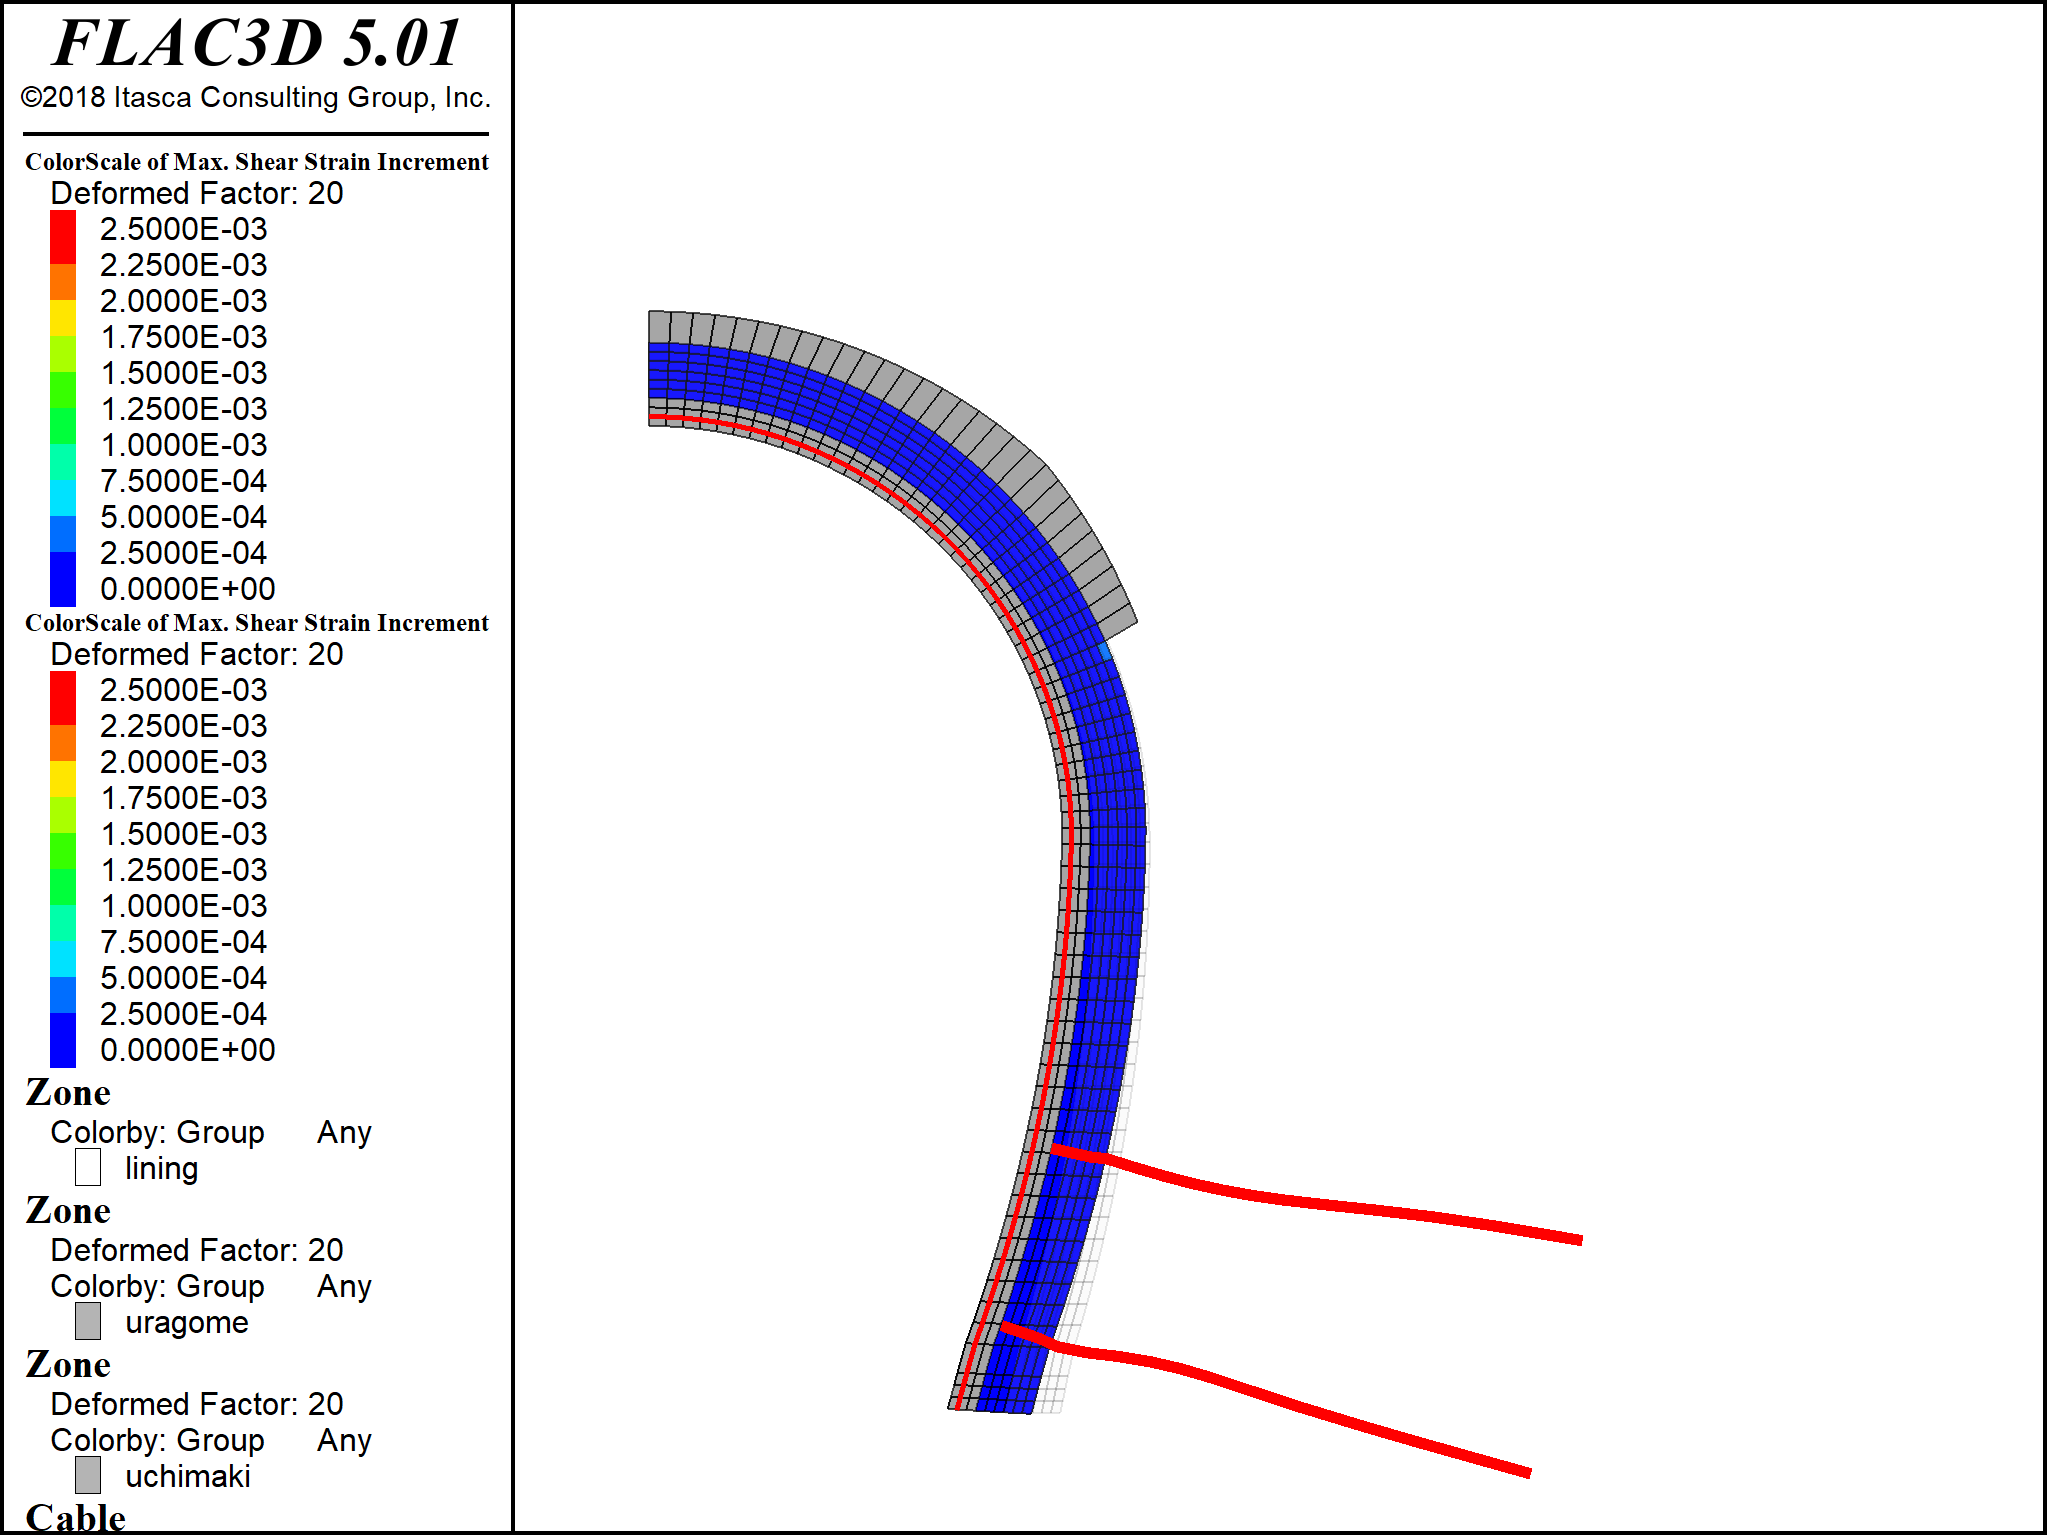 FLAC3D 5.01
©2018 Itasca Consulting Group, Inc.
ColorScale of Max. Shear Strain Increment
Deformed Factor: 20
2.5000E-03
2.2500E-03
2.0000E-03
1.7500E-03
1.5000E-03
1.2500E-03
1.0000E-03
7.5000E-04
5.0000E-04
2.5000E-04
0.0000E+00
ColorScale of Max. Shear Strain Increment
Deformed Factor: 20
2.5000E-03
2.2500E-03
2.0000E-03
1.7500E-03
1.5000E-03
1.2500E-03
1.0000E-03
7.5000E-04
5.0000E-04
2.5000E-04
0.0000E+00
Zone
Colorby: Group Any
lining
Zone
Deformed Factor: 20
Colorby: Group Any
uragome
Zone
Deformed Factor: 20
Colorby: Group Any
uchimaki
Cable